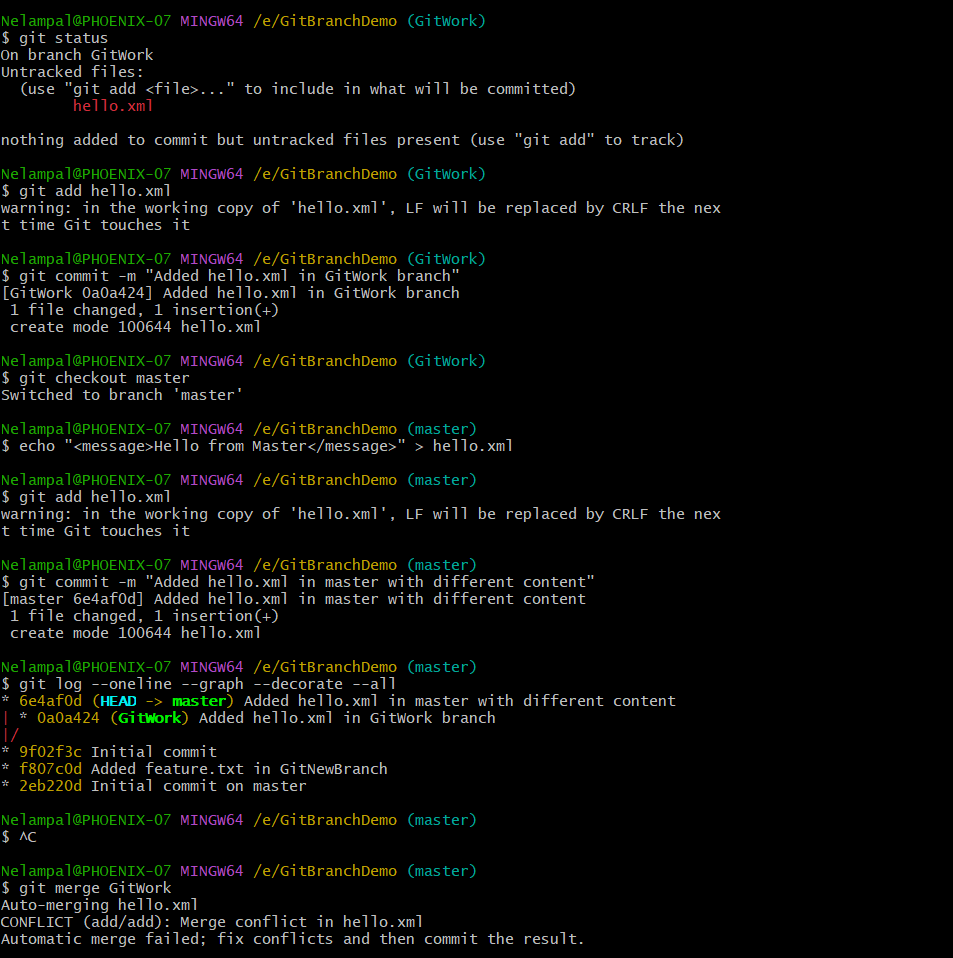 Nelampal@PHOENIX-07 MINGW64 /e/GitBranchDemo (GitWork)
$ git status
On branch GitWork
Untracked files:
  (use "git add <file>..." to include in what will be committed)
        hello.xml
nothing added to commit but untracked files present (use "git add" to track)
Nelampal@PHOENIX-07 MINGW64 /e/GitBranchDemo (GitWork)
$ git add hello.xml
warning: in the working copy of 'hello.xml', LF will be replaced by CRLF the nex
t time Git touches it
Nelampal@PHOENIX-07 MINGW64 /e/GitBranchDemo (GitWork)
$ git commit -m "Added hello.xml in GitWork branch"
[GitWork 0a0a424] Added hello.xml in GitWork branch
 1 file changed, 1 insertion(+)
 create mode 100644 hello.xml
Nelampal@PHOENIX-07 MINGW64 /e/GitBranchDemo (GitWork)
$ git checkout master
Switched to branch 'master'
Nelampal@PHOENIX-07 MINGW64 /e/GitBranchDemo (master)
$ echo "<message>Hello from Master</message>" > hello.xml
Nelampal@PHOENIX-07 MINGW64 /e/GitBranchDemo (master)
$ git add hello.xml
warning: in the working copy of 'hello.xml', LF will be replaced by CRLF the nex
t time Git touches it
Nelampal@PHOENIX-07 MINGW64 /e/GitBranchDemo (master)
$ git commit -m "Added hello.xml in master with different content"
[master 6e4af0d] Added hello.xml in master with different content
 1 file changed, 1 insertion(+)
 create mode 100644 hello.xml
Nelampal@PHOENIX-07 MINGW64 /e/GitBranchDemo (master)
$ git log --oneline --graph --decorate --all
* 6e4af0d (HEAD -> master) Added hello.xml in master with different content
| * 0a0a424 (GitWork) Added hello.xml in GitWork branch
|/
* 9f02f3c Initial commit
* f807c0d Added feature.txt in GitNewBranch
* 2eb220d Initial commit on master
Nelampal@PHOENIX-07 MINGW64 /e/GitBranchDemo (master)
$ ^C
Nelampal@PHOENIX-07 MINGW64 /e/GitBranchDemo (master)
$ git merge GitWork
Auto-merging hello.xml
CONFLICT (add/add): Merge conflict in hello.xml
Automatic merge failed; fix conflicts and then commit the result.